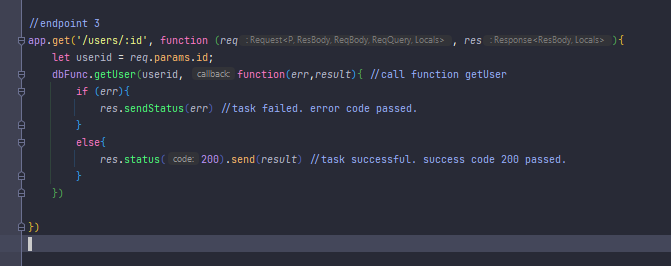 //endpoint 3
app.get('/users/:id', function (req : Request<P, ResBody, ReqBody, ReqQuery, Locals> , res : Response<ResBody, Locals> ){
let userid = req.params.id;
dbFunc.getUser(userid, callback: function(err,result){ //call function getUser
if (err){
res.sendStatus(err) //task failed. error code passed.
}
else{
res.status( code: 200).send(result) //task successful. success code 200 passed.
}
})
})